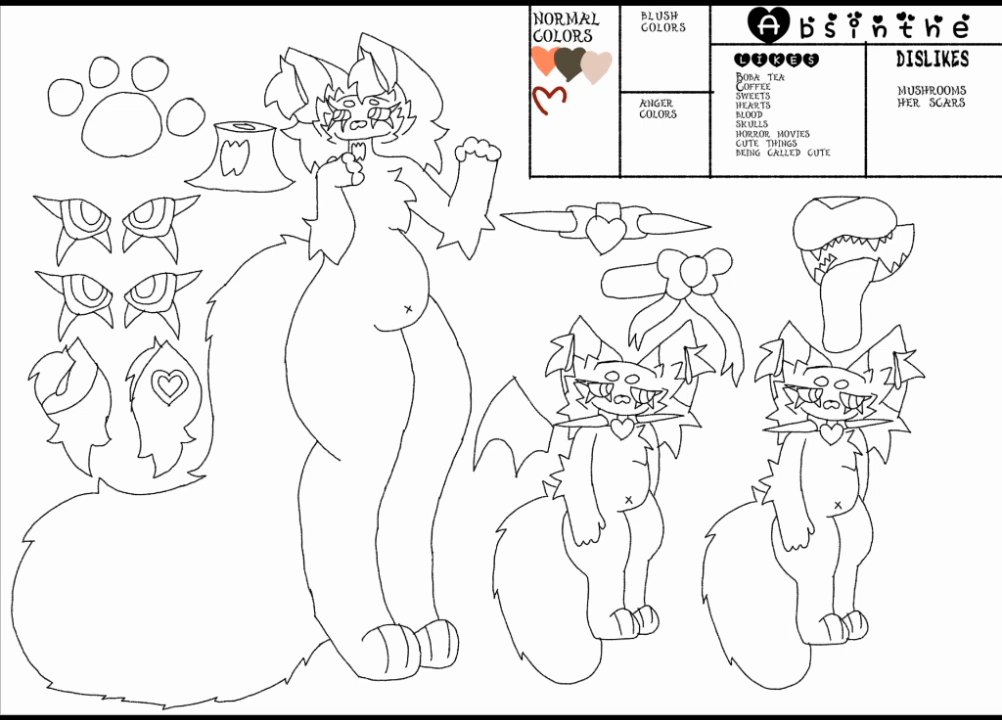 NORMAL
COLORS
BLUSH
COLORS
ANGER
COLORS
Absinthe
LIKES
BOBA TEA
COFFEE
SWEETS
HEARTS
BLOOD
SKULLS
HORROR MOVIES
CUTE THINGS
BEING CALLED CUTE
DISLIKES
MUSHROOMS
HER SCARS